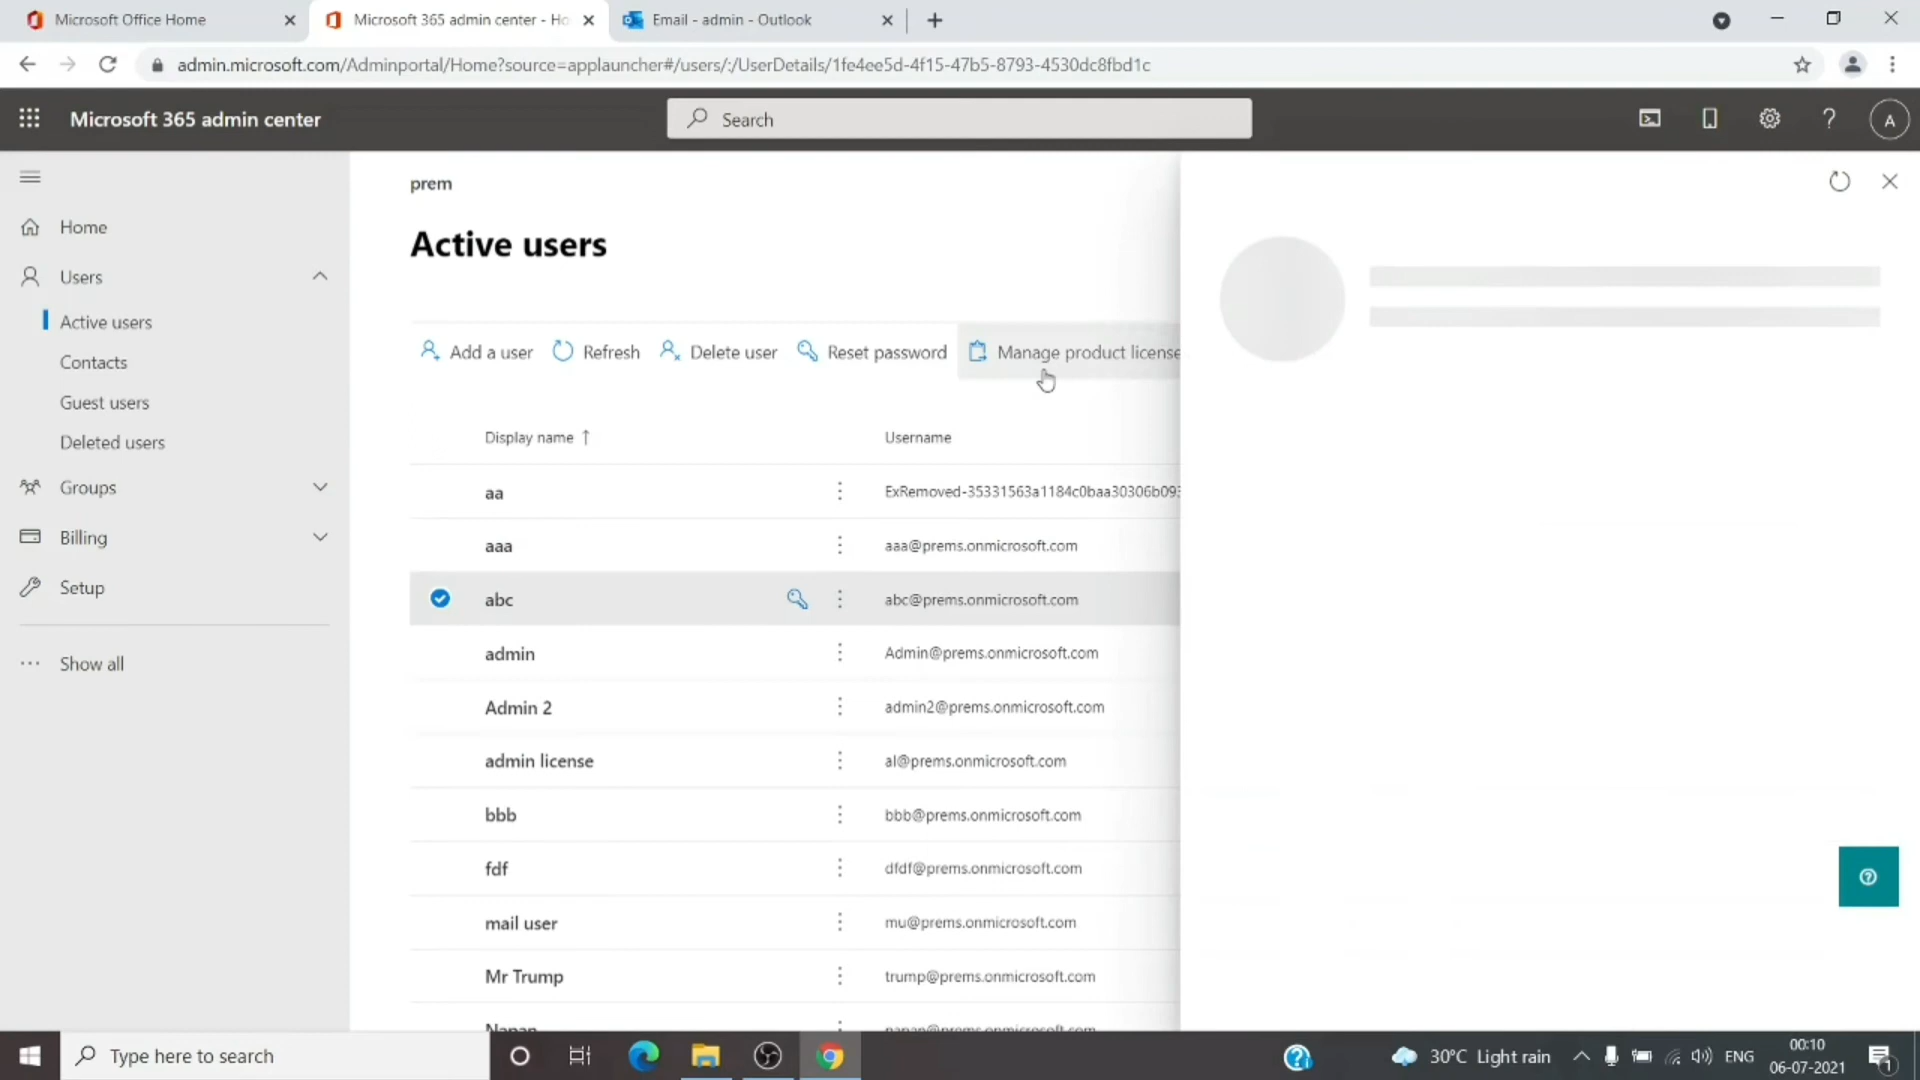 Microsoft Office Home
Microsoft 365 admin center - Ho
Email - admin - Outlook
admin.microsoft.com/Adminportal/Home?source=applauncher#/users/:/UserDetails/1fe4ee5d-4f15-47b5-8793-4530dc8fbd1c
Microsoft 365 admin center
Search
A
prem
Home
Active users
Users
Active users
Add a user
Refresh
Delete user
Reset password
Manage product license
Contacts
Guest users
Deleted users
Display name ↑
Username
Groups
aa
ExRemoved-35331563a1184c0baa30306b093
Billing
aaa
aaa@prems.onmicrosoft.com
Setup
abc
abc@prems.onmicrosoft.com
Show all
admin
Admin@prems.onmicrosoft.com
Admin 2
admin2@prems.onmicrosoft.com
admin license
al@prems.onmicrosoft.com
bbb
bbb@prems.onmicrosoft.com
fdf
dfdf@prems.onmicrosoft.com
mail user
mu@prems.onmicrosoft.com
Mr Trump
trump@prems.onmicrosoft.com
Type here to search
30°C Light rain
ENG
00:10
06-07-2021
1